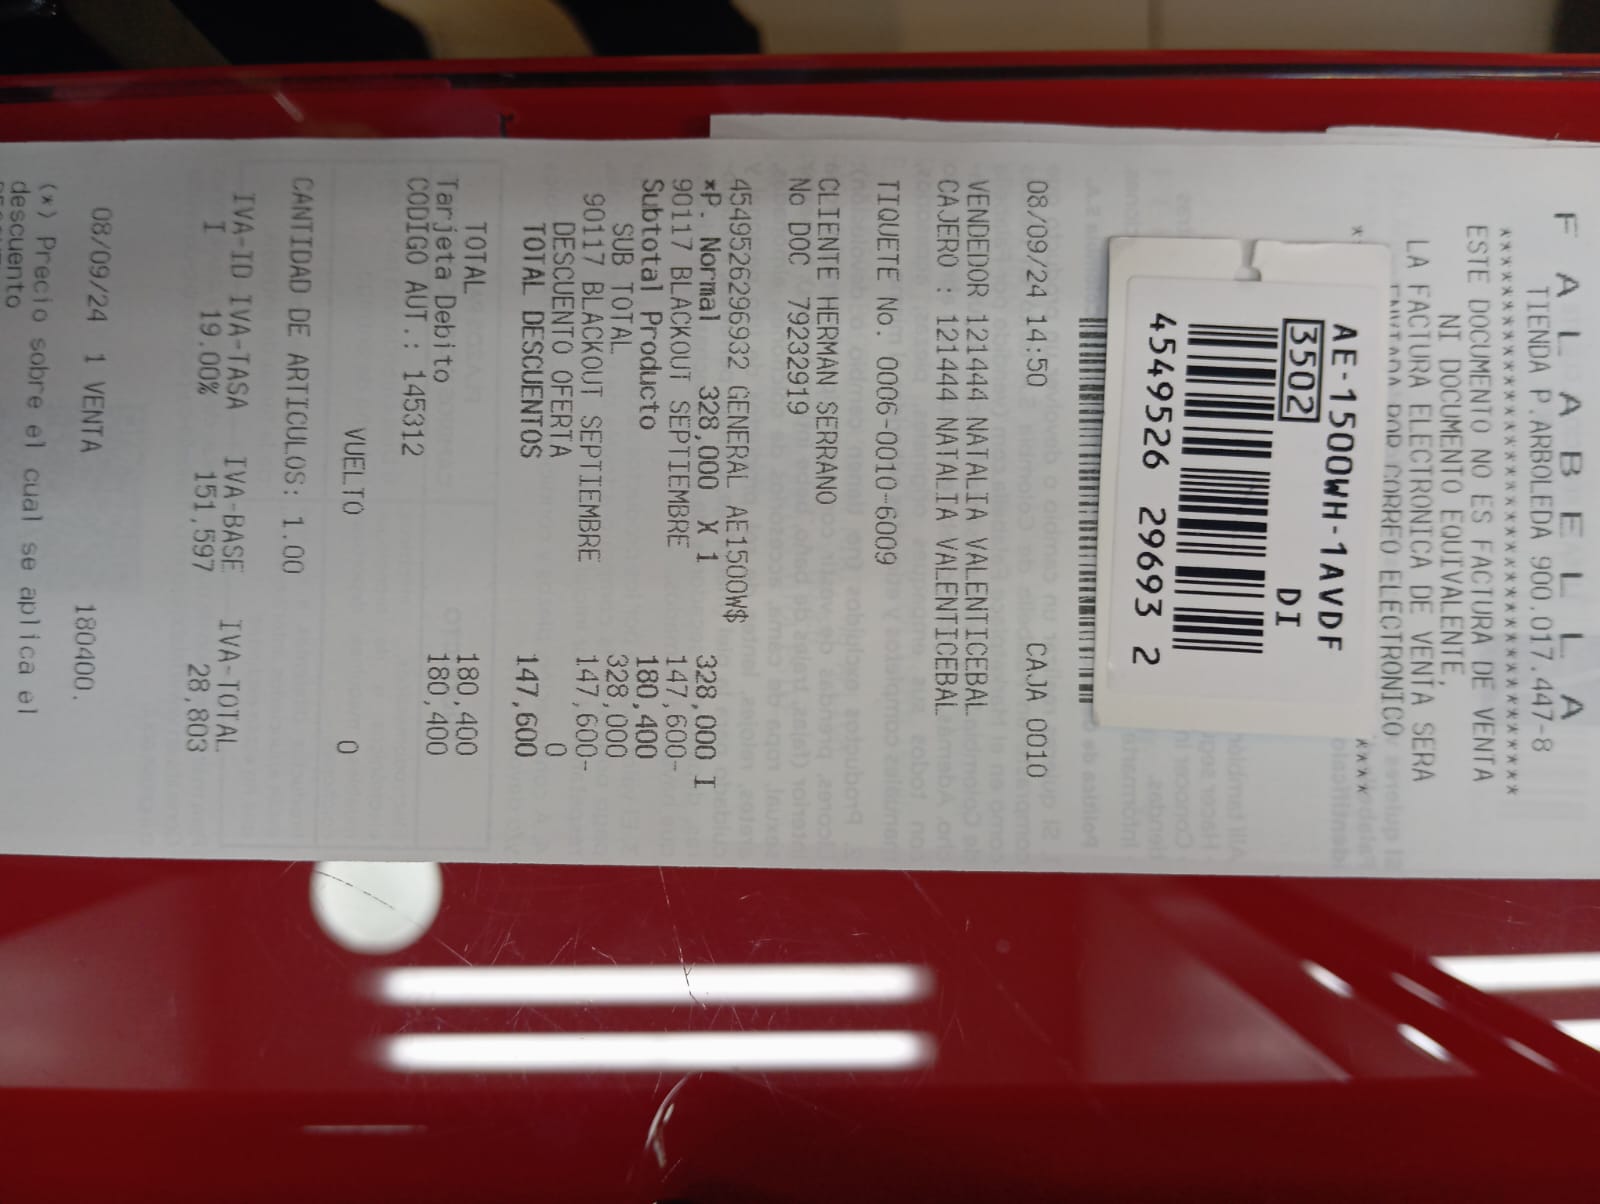 F A L A B E L L A
TIENDA P.ARBOLEDA 900.017.447-8
**************************************
ESTE DOCUMENTO NO ES FACTURA DE VENTA
NI DOCUMENTO EQUIVALENTE,
LA FACTURA ELECTRONICA DE VENTA SERA
ENVIADA POR CORREO ELECTRONICO
AE-1500WH-1AVDF
3502 DI
4549526 29693 2
08/09/24 14:50 CAJA 0010
VENDEDOR 121444 NATALIA VALENTICEBAL
CAJERO : 121444 NATALIA VALENTICEBAL
TIQUETE No. 0006-0010-6009
CLIENTE HERMAN SERRANO
No DOC 79232919
4549526296932 GENERAL AE1500W$
*P. Normal 328,000 X 1 328,000 I
90117 BLACKOUT SEPTIEMBRE 147,600-
Subtotal Producto 180,400
SUB TOTAL 328,000
90117 BLACKOUT SEPTIEMBRE 147,600-
DESCUENTO OFERTA 0
TOTAL DESCUENTOS 147,600
TOTAL 180,400
Tarjeta Debito 180,400
CODIGO AUT.: 145312
VUELTO 0
CANTIDAD DE ARTICULOS: 1.00
IVA-ID IVA-TASA IVA-BASE IVA-TOTAL
I 19.00% 151,597 28,803
08/09/24 1 VENTA 180400.
(*) Precio sobre el cual se aplica el
descuento